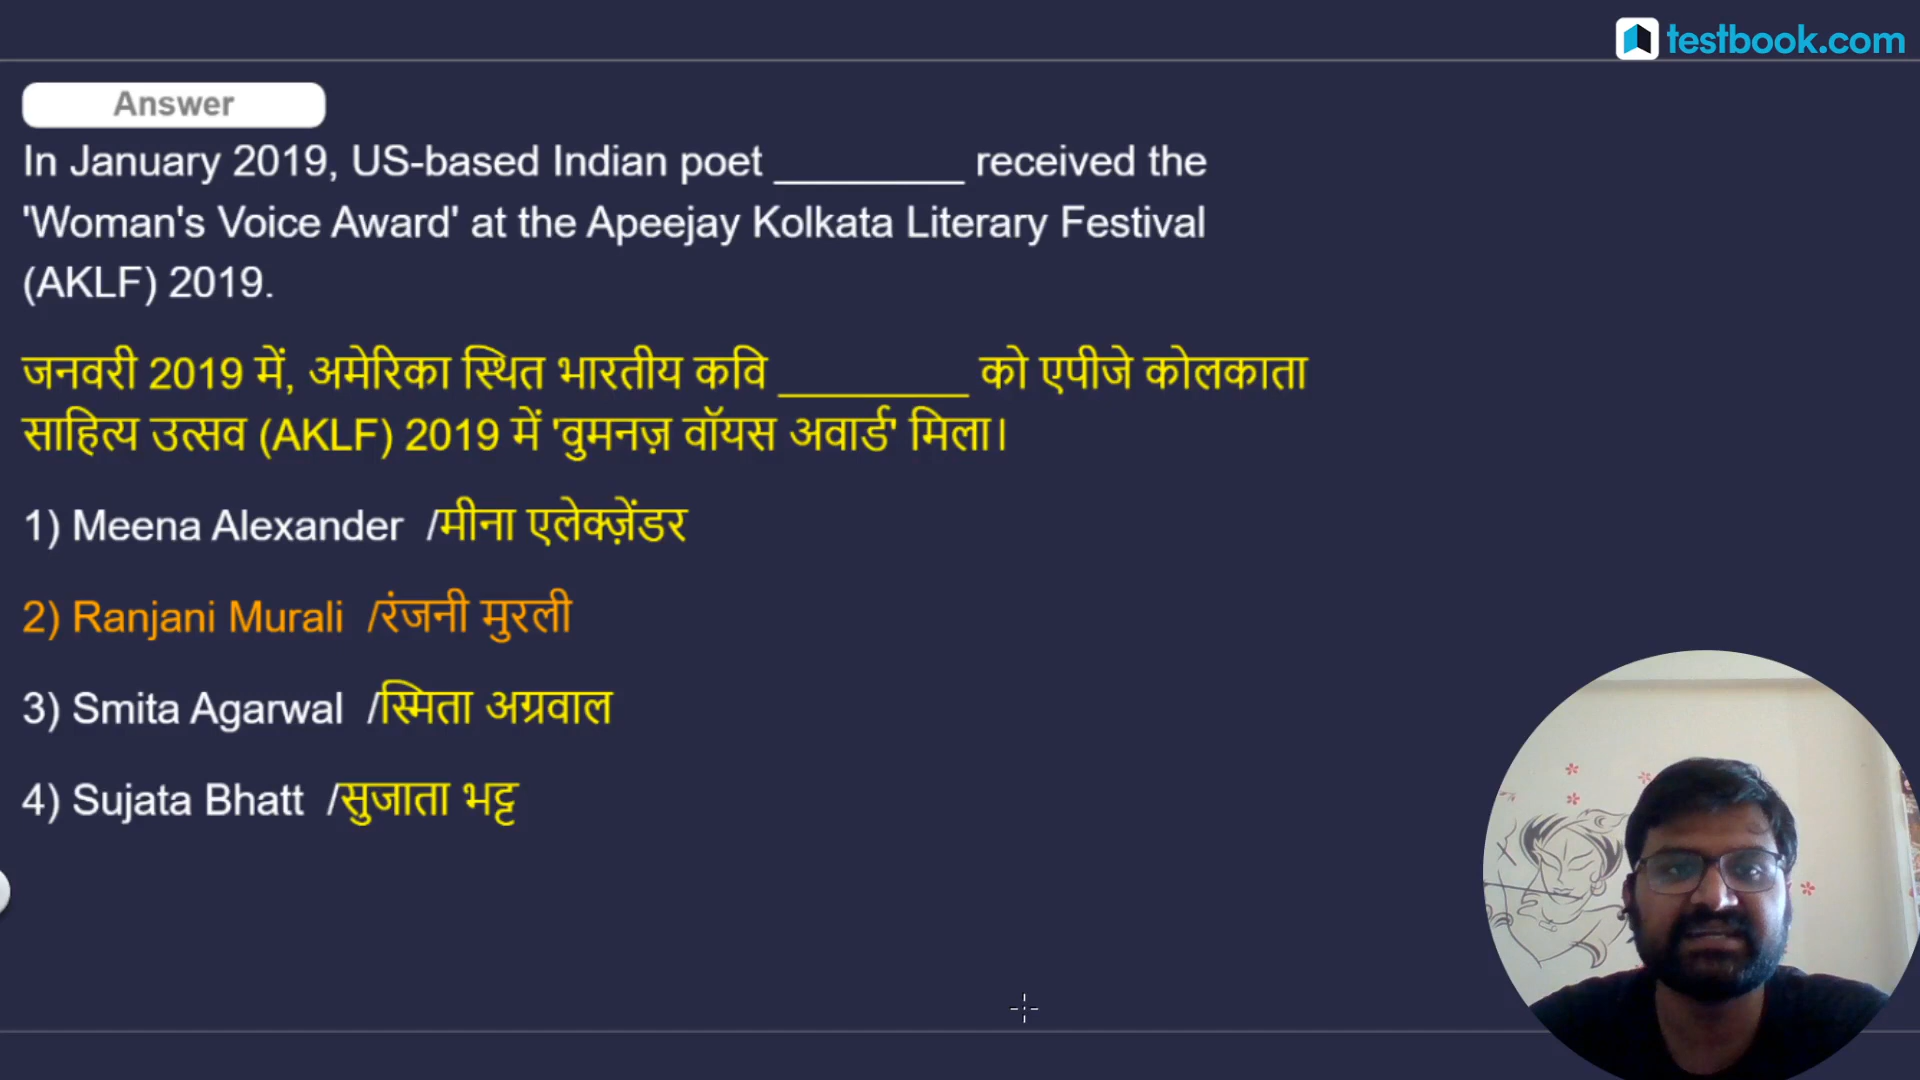 testbook.com
Answer
In January 2019, US-based Indian poet ________ received the
'Woman's Voice Award' at the Apeejay Kolkata Literary Festival
(AKLF) 2019.
जनवरी 2019 में, अमेरिका स्थित भारतीय कवि ________ को एपीजे कोलकाता
साहित्य उत्सव (AKLF) 2019 में 'वुमनज़ वॉयस अवार्ड' मिला।
1) Meena Alexander /मीना एलेक्ज़ेंडर
2) Ranjani Murali /रंजनी मुरली
3) Smita Agarwal /स्मिता अग्रवाल
4) Sujata Bhatt /सुजाता भट्ट